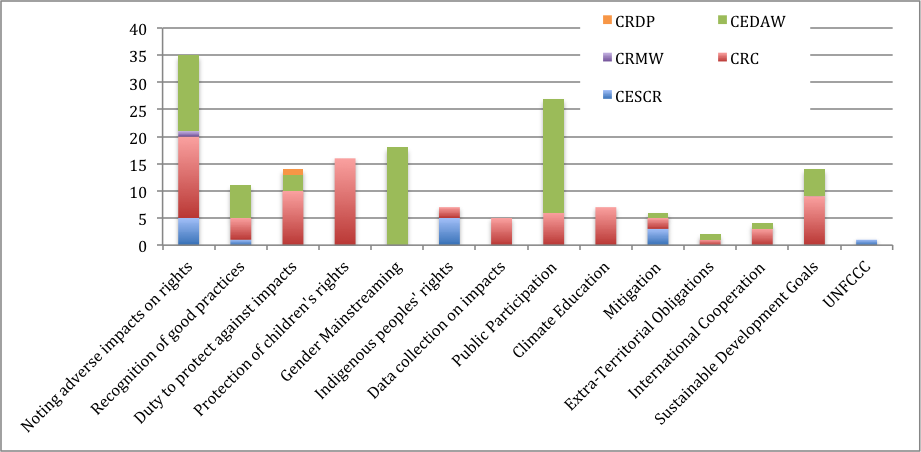 CRDP
CEDAW
CRMW
CRC
CESCR
40
35
30
25
20
15
10
5
0
Noting adverse impacts on rights
Recognition of good practices
Duty to protect against impacts
Protection of children's rights
Gender Mainstreaming
Indigenous peoples' rights
Data collection on impacts
Public Participation
Climate Education
Mitigation
Extra-Territorial Obligations
International Cooperation
Sustainable Development Goals
UNFCCC